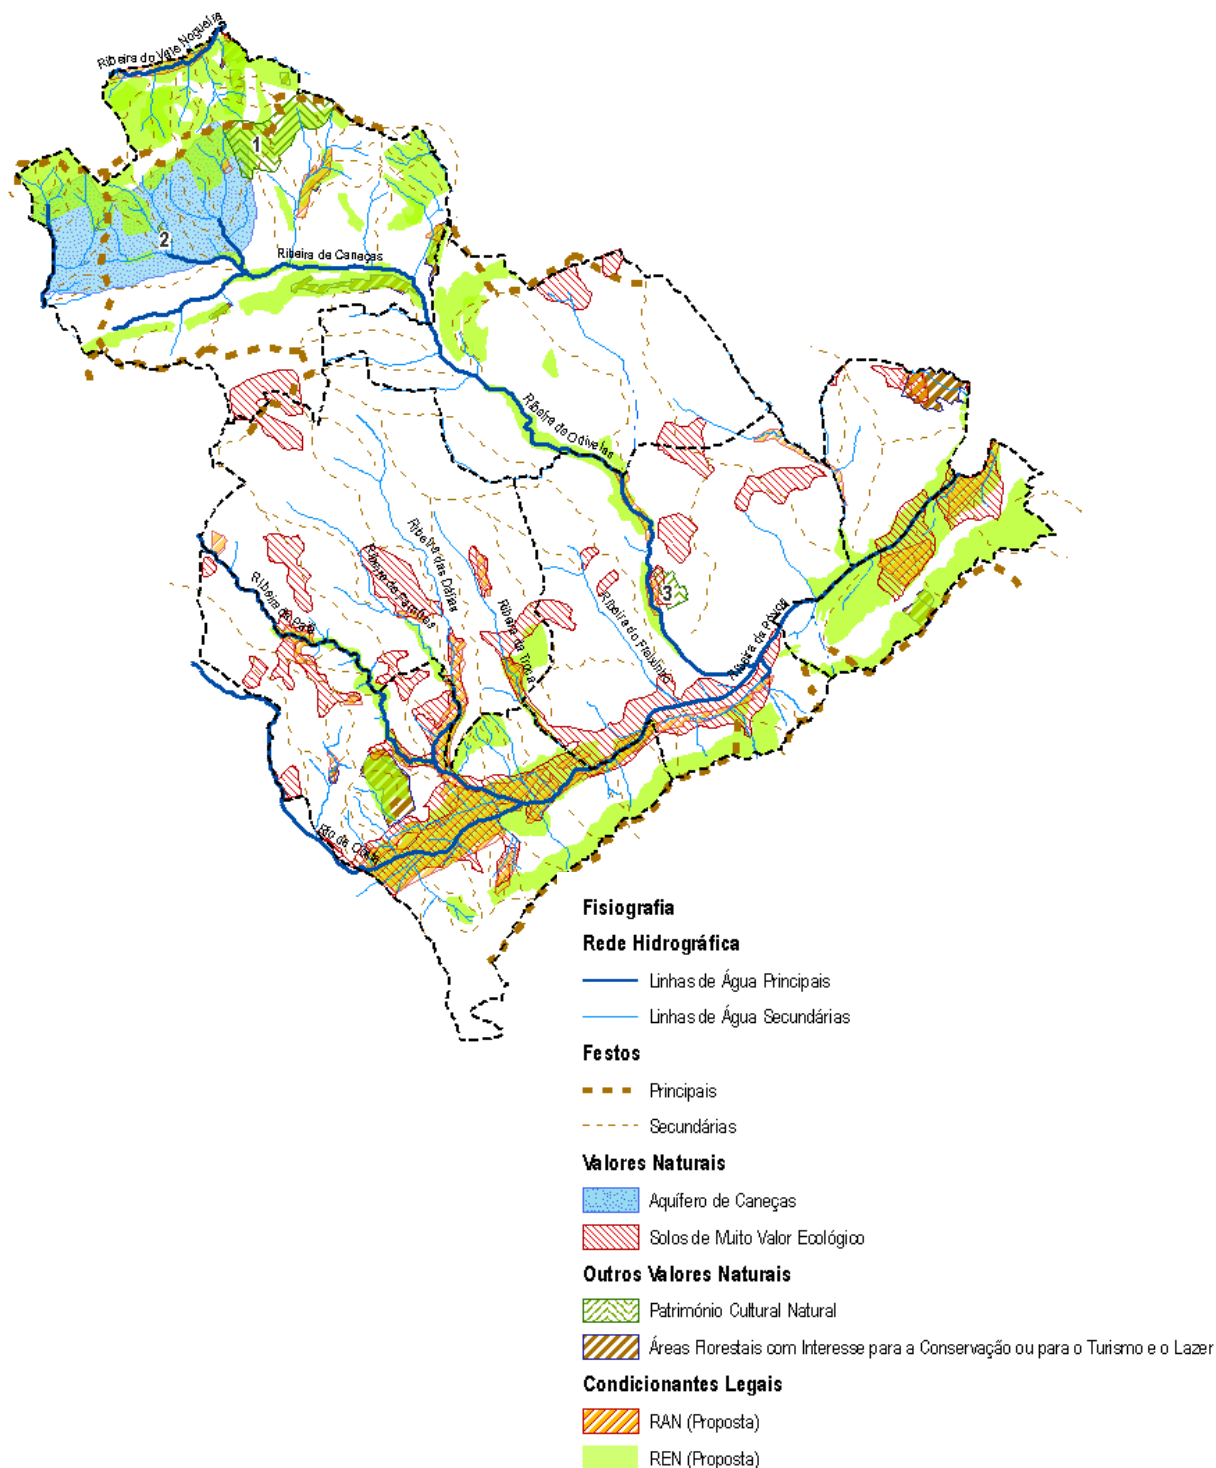 Ribeira do Vale Nogueira
1
2
Ribeira de Caneças
Ribeira de Odivelas
Ribeira das Dálias
Ribeira da Troca
3
Ribeira do Freixinho
Ribeira da Póvoa
Rio da Costa
Fisiografia
Rede Hidrográfica
Linhas de Água Principais
Linhas de Água Secundárias
Festos
Principais
Secundárias
Valores Naturais
Aquífero de Caneças
Solos de Muito Valor Ecológico
Outros Valores Naturais
Património Cultural Natural
Áreas Florestais com Interesse para a Conservação ou para o Turismo e o Lazer
Condicionantes Legais
RAN (Proposta)
REN (Proposta)